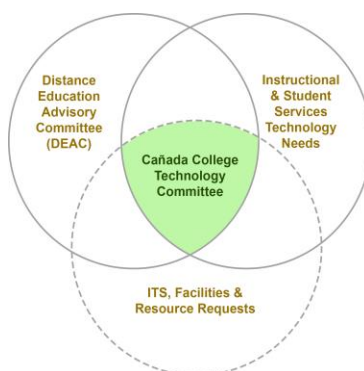 Distance
Education
Advisory
Committee
(DEAC)
Instructional
& Student
Services
Technology
Needs
Cañada College
Technology
Committee
ITS, Facilities &
Resource Requests